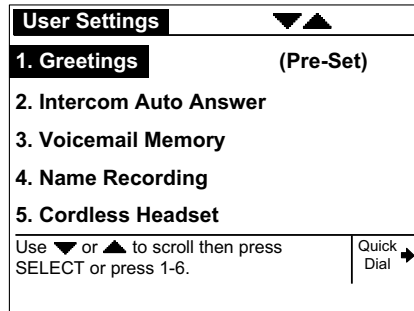 User Settings ▼▲
1. Greetings (Pre-Set)
2. Intercom Auto Answer
3. Voicemail Memory
4. Name Recording
5. Cordless Headset
Use ▼ or ▲ to scroll then press
SELECT or press 1-6.
Quick
Dial ➡